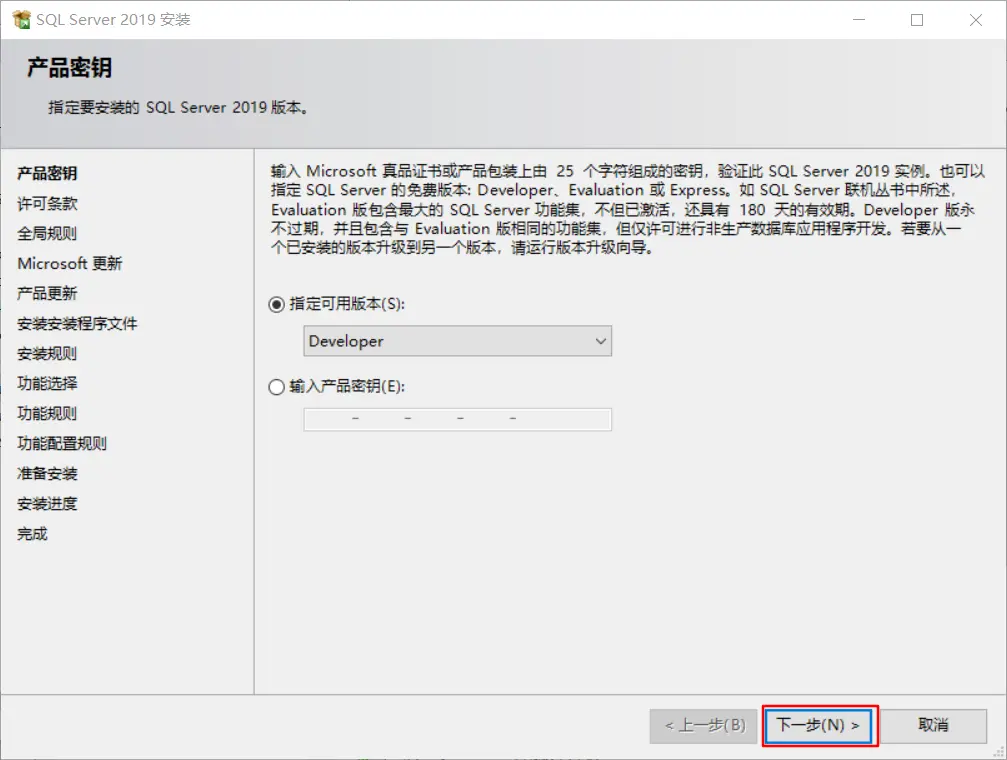 SQL Server 2019 安装
产品密钥
指定要安装的 SQL Server 2019 版本。
产品密钥
许可条款
全局规则
Microsoft 更新
产品更新
安装安装程序文件
安装规则
功能选择
功能规则
功能配置规则
准备安装
安装进度
完成
输入 Microsoft 真品证书或产品包装上由 25 个字符组成的密钥，验证此 SQL Server 2019 实例。也可以
指定 SQL Server 的免费版本: Developer、Evaluation 或 Express。如 SQL Server 联机丛书中所述，
Evaluation 版包含最大的 SQL Server 功能集，不但已激活，还具有 180 天的有效期。Developer 版永
不过期，并且包含与 Evaluation 版相同的功能集，但仅许可进行非生产数据库应用程序开发。若要从一
个已安装的版本升级到另一个版本，请运行版本升级向导。
指定可用版本(S):
Developer
输入产品密钥(E):
- - - -
< 上一步(B) 下一步(N) > 取消